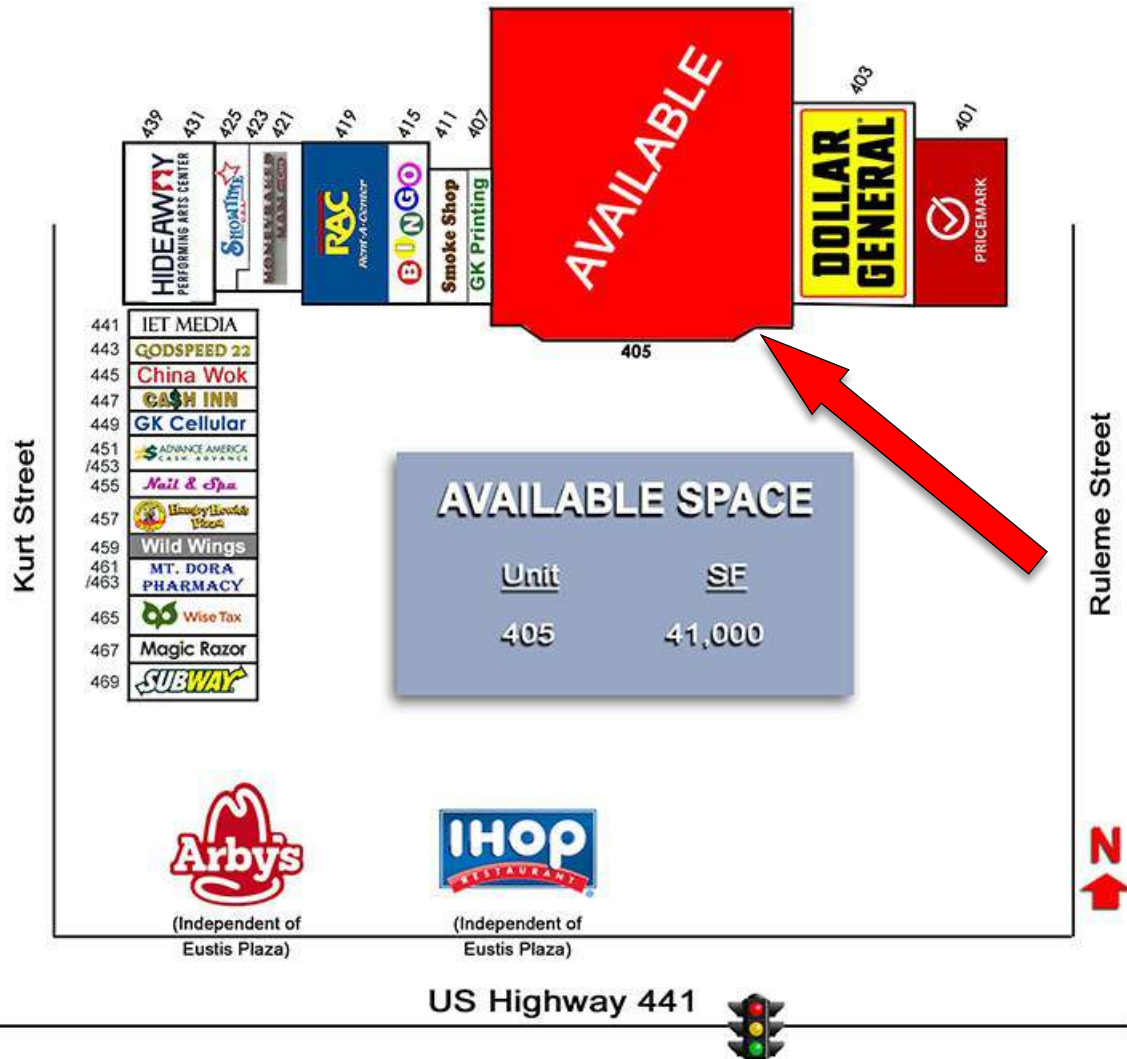 439
431
425
423
421
419
415
411
407
403
401
HIDEAWAY
PERFORMING ARTS CENTER
SHOWTIME
RAC
Rent-A-Center
BINGO
Smoke Shop
GK Printing
AVAILABLE
DOLLAR
GENERAL
PRICEMARK
405
441 IET MEDIA
443 GODSPEED 22
445 China Wok
447 CA$H INN
449 GK Cellular
451
/453
ADVANCE AMERICA
CASH ADVANCE
455 Nail & Spa
457 Hungry Howie's
Pizza
459 Wild Wings
461
/463
MT. DORA
PHARMACY
465 Wise Tax
467 Magic Razor
469 SUBWAY
Kurt Street
Ruleme Street
AVAILABLE SPACE
Unit SF
405 41,000
Arby's
(Independent of
Eustis Plaza)
IHOP
RESTAURANT
(Independent of
Eustis Plaza)
N
US Highway 441